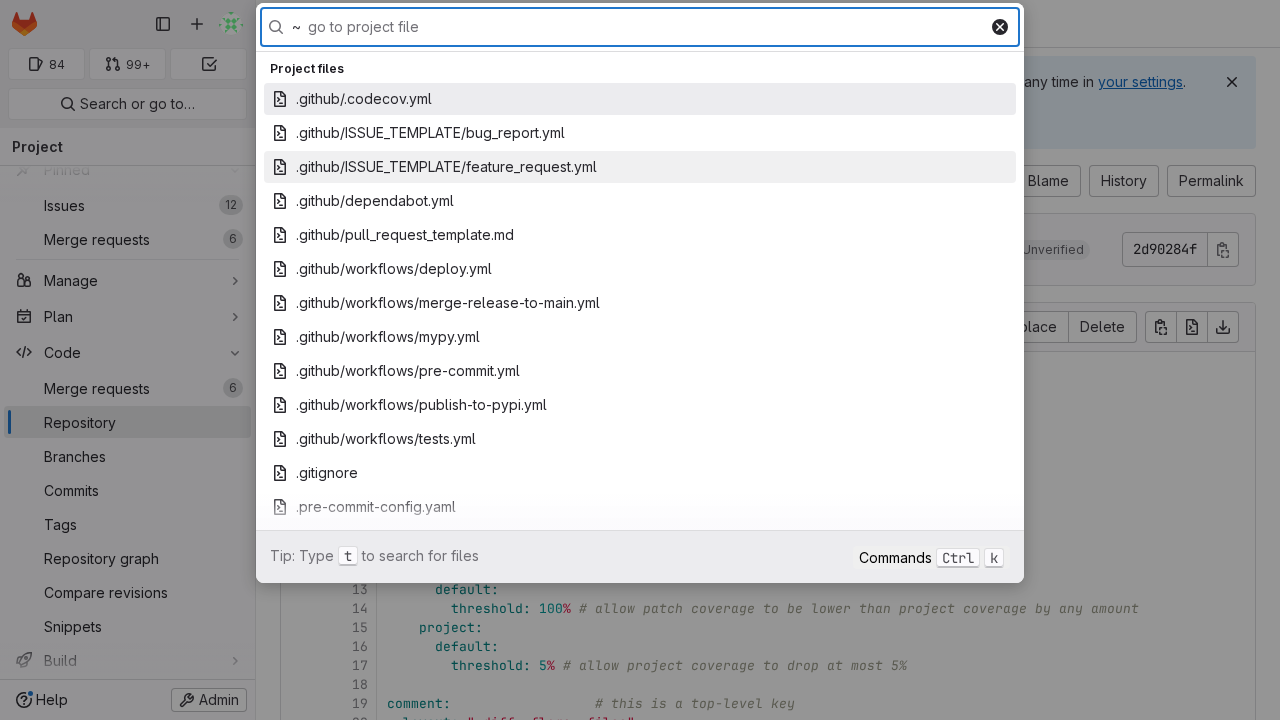 84
99+
Search or go to…
Project
Pinned
Issues
12
Merge requests
6
Manage
Plan
Code
Merge requests
6
Repository
Branches
Commits
Tags
Repository graph
Compare revisions
Snippets
Build
Help
Admin
~ go to project file
Project files
.github/.codecov.yml
.github/ISSUE_TEMPLATE/bug_report.yml
.github/ISSUE_TEMPLATE/feature_request.yml
.github/dependabot.yml
.github/pull_request_template.md
.github/workflows/deploy.yml
.github/workflows/merge-release-to-main.yml
.github/workflows/mypy.yml
.github/workflows/pre-commit.yml
.github/workflows/publish-to-pypi.yml
.github/workflows/tests.yml
.gitignore
.pre-commit-config.yaml
Tip: Type t to search for files
Commands Ctrl k
any time in your settings.
Blame
History
Permalink
Unverified
2d90284f
place
Delete
13 default:
14 threshold: 100% # allow patch coverage to be lower than project coverage by any amount
15 project:
16 default:
17 threshold: 5% # allow project coverage to drop at most 5%
18
19 comment: # this is a top-level key